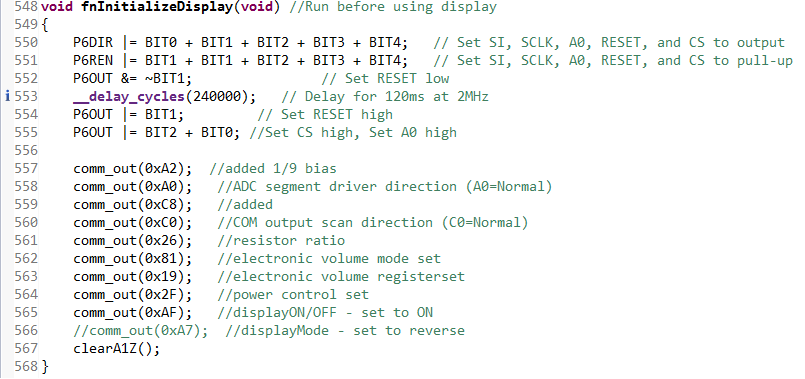 548 void fnInitializeDisplay(void) //Run before using display
549 {
550 P6DIR |= BIT0 + BIT1 + BIT2 + BIT3 + BIT4; // Set SI, SCLK, A0, RESET, and CS to output
551 P6REN |= BIT1 + BIT1 + BIT2 + BIT3 + BIT4; // Set SI, SCLK, A0, RESET, and CS to pull-up
552 P6OUT &= ~BIT1; // Set RESET low
i 553 __delay_cycles(240000); // Delay for 120ms at 2MHz
554 P6OUT |= BIT1; // Set RESET high
555 P6OUT |= BIT2 + BIT0; //Set CS high, Set A0 high
556
557 comm_out(0xA2); //added 1/9 bias
558 comm_out(0xA0); //ADC segment driver direction (A0=Normal)
559 comm_out(0xC8); //added
560 comm_out(0xC0); //COM output scan direction (C0=Normal)
561 comm_out(0x26); //resistor ratio
562 comm_out(0x81); //electronic volume mode set
563 comm_out(0x19); //electronic volume registerset
564 comm_out(0x2F); //power control set
565 comm_out(0xAF); //displayON/OFF - set to ON
566 //comm_out(0xA7); //displayMode - set to reverse
567 clearA1Z();
568 }